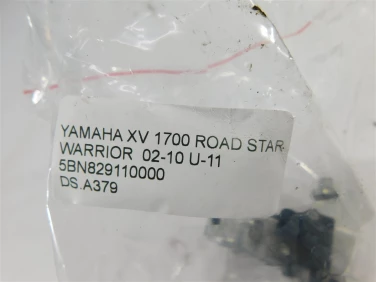 YAMAHA XV 1700 ROAD STAR
WARRIOR 02-10 U-11
5BN829110000
DS.A379